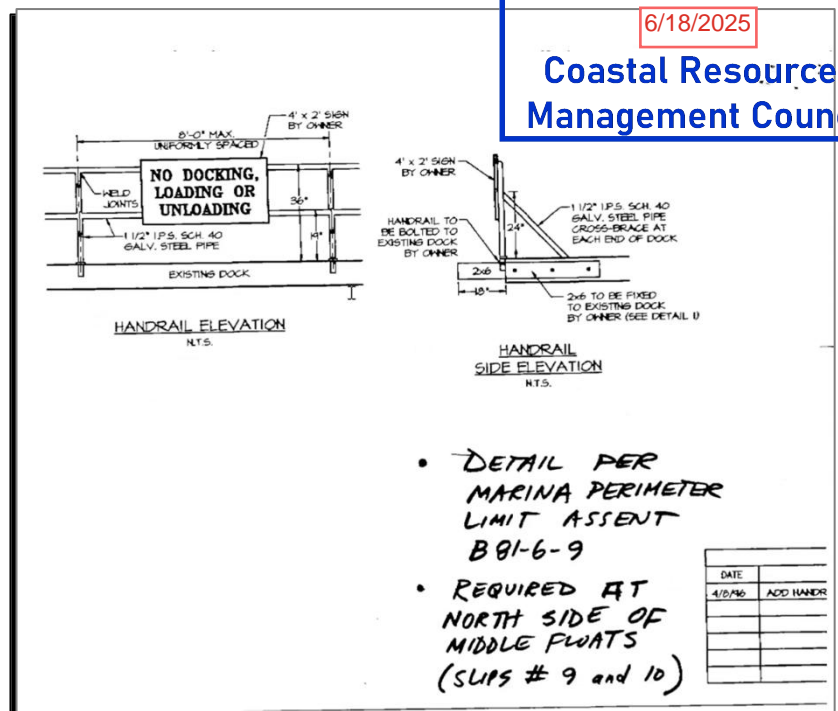 6/18/2025
Coastal Resource
Management Coun
8'-0" MAX.
UNIFORMLY SPACED
4' x 2' SIGN
BY OWNER
NO DOCKING,
LOADING OR
UNLOADING
WELD
JOINTS
36"
19"
1 1/2" I.P.S. SCH. 40
GALV. STEEL PIPE
EXISTING DOCK
HANDRAIL ELEVATION
N.T.S.
4' x 2' SIGN
BY OWNER
HANDRAIL TO
BE BOLTED TO
EXISTING DOCK
BY OWNER
24"
1 1/2" I.P.S. SCH. 40
GALV. STEEL PIPE
CROSS-BRACE AT
EACH END OF DOCK
2x6
18"
2x6 TO BE FIXED
TO EXISTING DOCK
BY OWNER (SEE DETAIL 1)
HANDRAIL
SIDE ELEVATION
N.T.S.
• DETAIL PER
MARINA PERIMETER
LIMIT ASSENT
B 81-6-9
• REQUIRED AT
NORTH SIDE OF
MIDDLE FLOATS
(SLIPS # 9 and 10)
DATE
4/8/96 ADD HANDR